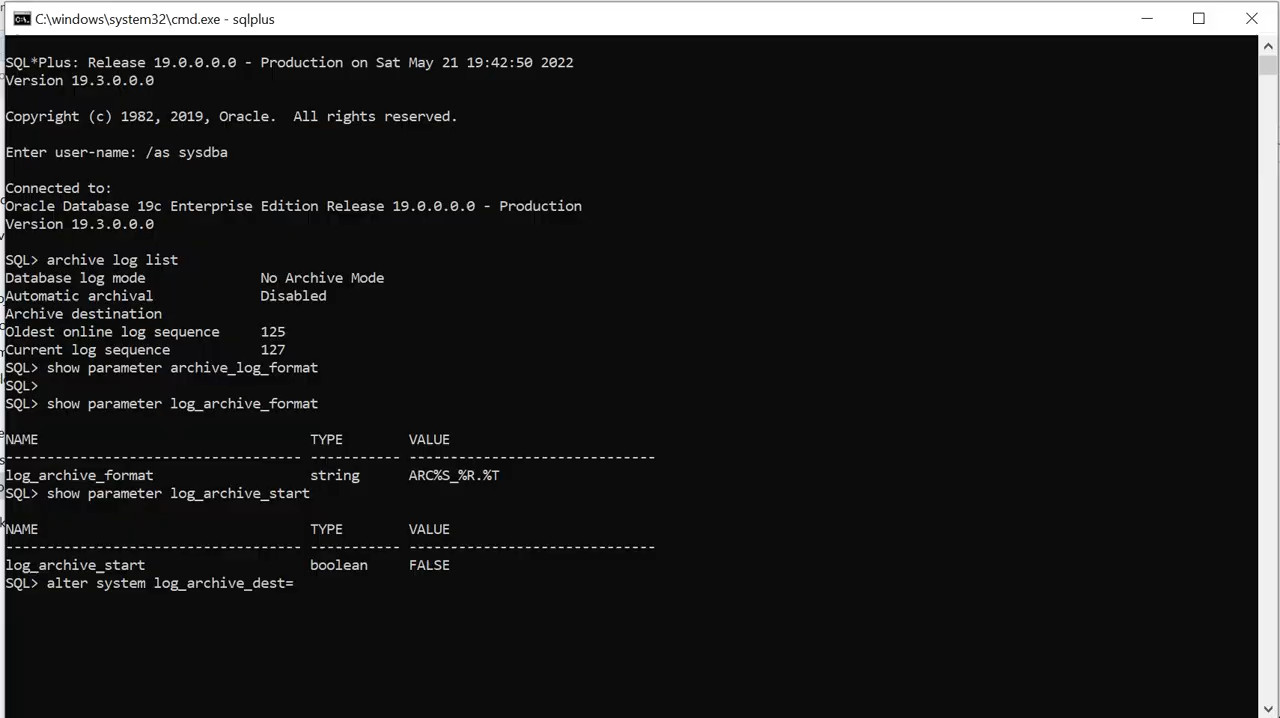 C:\windows\system32\cmd.exe - sqlplus
SQL*Plus: Release 19.0.0.0.0 - Production on Sat May 21 19:42:50 2022
Version 19.3.0.0.0
Copyright (c) 1982, 2019, Oracle.  All rights reserved.
Enter user-name: /as sysdba
Connected to:
Oracle Database 19c Enterprise Edition Release 19.0.0.0.0 - Production
Version 19.3.0.0.0
SQL> archive log list
Database log mode              No Archive Mode
Automatic archival             Disabled
Archive destination
Oldest online log sequence     125
Current log sequence           127
SQL> show parameter archive_log_format
SQL>
SQL> show parameter log_archive_format
NAME                                 TYPE        VALUE
------------------------------------ ----------- ------------------------------
log_archive_format                   string      ARC%S_%R.%T
SQL> show parameter log_archive_start
NAME                                 TYPE        VALUE
------------------------------------ ----------- ------------------------------
log_archive_start                    boolean     FALSE
SQL> alter system log_archive_dest=